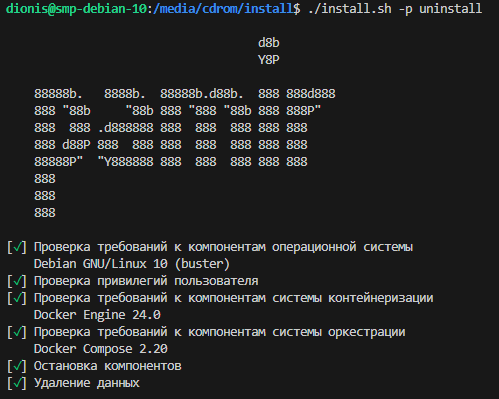 dionis@smp-debian-10:/media/cdrom/install$ ./install.sh -p uninstall
                                    d8b
                                    Y8P

    88888b.   8888b.  88888b.d88b.  888 888d888
    888 "88b     "88b 888 "888 "88b 888 888P"
    888  888 .d888888 888  888  888 888 888
    888 d88P 888  888 888  888  888 888 888
    88888P"  "Y888888 888  888  888 888 888
    888
    888
    888

[✓] Проверка требований к компонентам операционной системы
    Debian GNU/Linux 10 (buster)
[✓] Проверка привилегий пользователя
[✓] Проверка требований к компонентам системы контейнеризации
    Docker Engine 24.0
[✓] Проверка требований к компонентам системы оркестрации
    Docker Compose 2.20
[✓] Остановка компонентов
[✓] Удаление данных